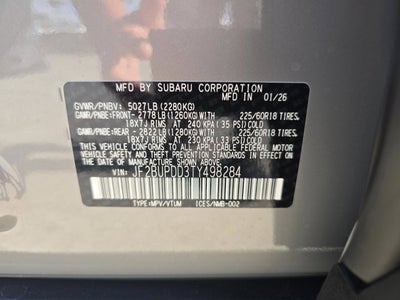 MFD BY SUBARU CORPORATION
GVWR/PNBV: 5027LB (2280KG) MFD IN 01/26
GAWR/PNBE: FRONT- 2778LB (1260KG) WITH/AVEC 225/60R18 TIRES,
18X7J RIMS, AT 240 KPA (35 PSI) COLD
GAWR/PNBE: REAR - 2822LB (1280KG) WITH/AVEC 225/60R18 TIRES,
18X7J RIMS, AT 230 KPA (33 PSI) COLD
THIS VEHICLE CONFORMS TO ALL APPLICABLE FEDERAL MOTOR
VEHICLE SAFETY, BUMPER, AND THEFT PREVENTION STANDARDS
IN EFFECT ON THE DATE OF MANUFACTURE SHOWN ABOVE.
VIN: JF2BUPDD3TY498284
TYPE:MPV/VTUM ICES/NMB-002